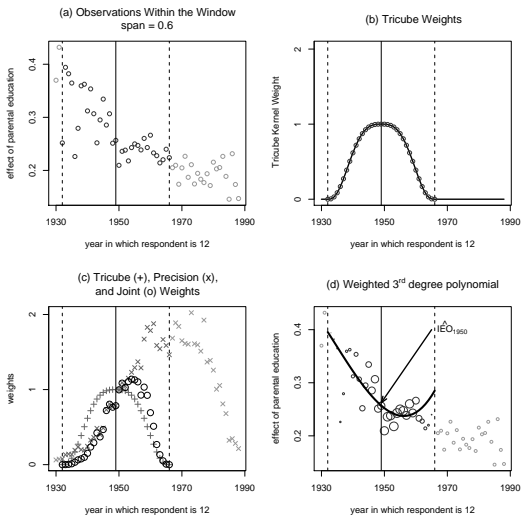 (a) Observations Within the Window
span = 0.6
effect of parental education
0.2
0.3
0.4
1930
1950
1970
1990
year in which respondent is 12
(b) Tricube Weights
Tricube Kernel Weight
0
1
2
1930
1950
1970
1990
year in which respondent is 12
(c) Tricube (+), Precision (x),
and Joint (o) Weights
weights
0
1
2
1930
1950
1970
1990
year in which respondent is 12
(d) Weighted 3rd degree polynomial
effect of parental education
0.2
0.3
0.4
IÊO1950
1930
1950
1970
1990
year in which respondent is 12